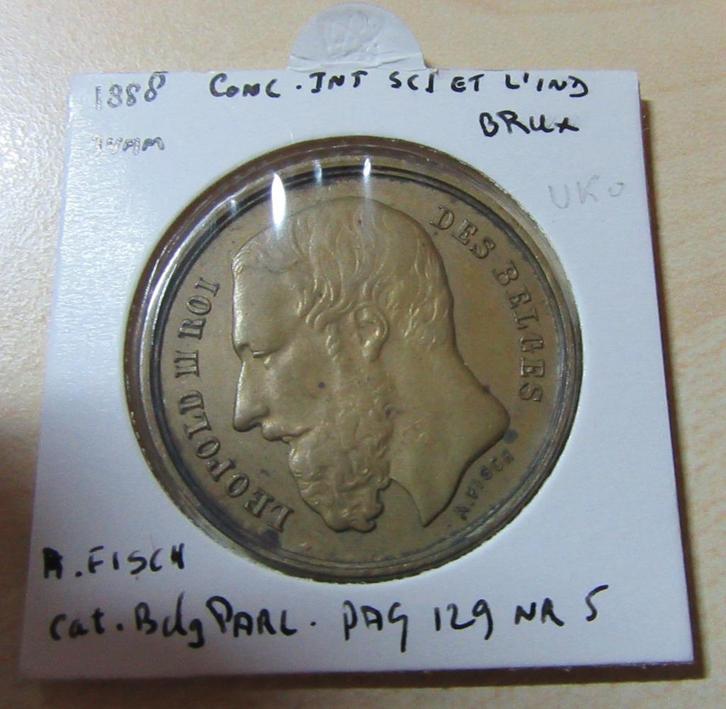 1888 CONC. INT SCI ET L'IND
BRUX
UKO
LEOPOLD II ROI
DES BELGES
A. FISCH
A. FISCH
cat. Belg PARL. PAG 129 NR 5